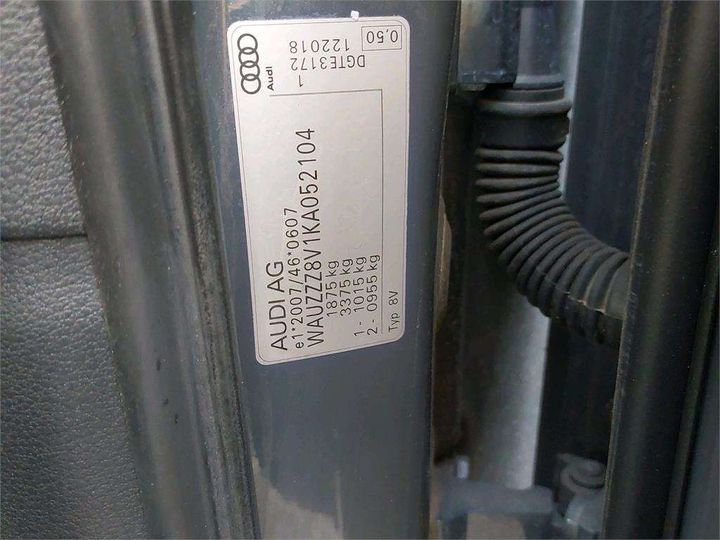 AUDI AG
e1*2007/46*0607
WAUZZZ8V1KA052104
1875 kg
3375 kg
1- 1015 kg
2- 0955 kg
Typ 8V
Audi
1
DGTE3172
122018
0,50